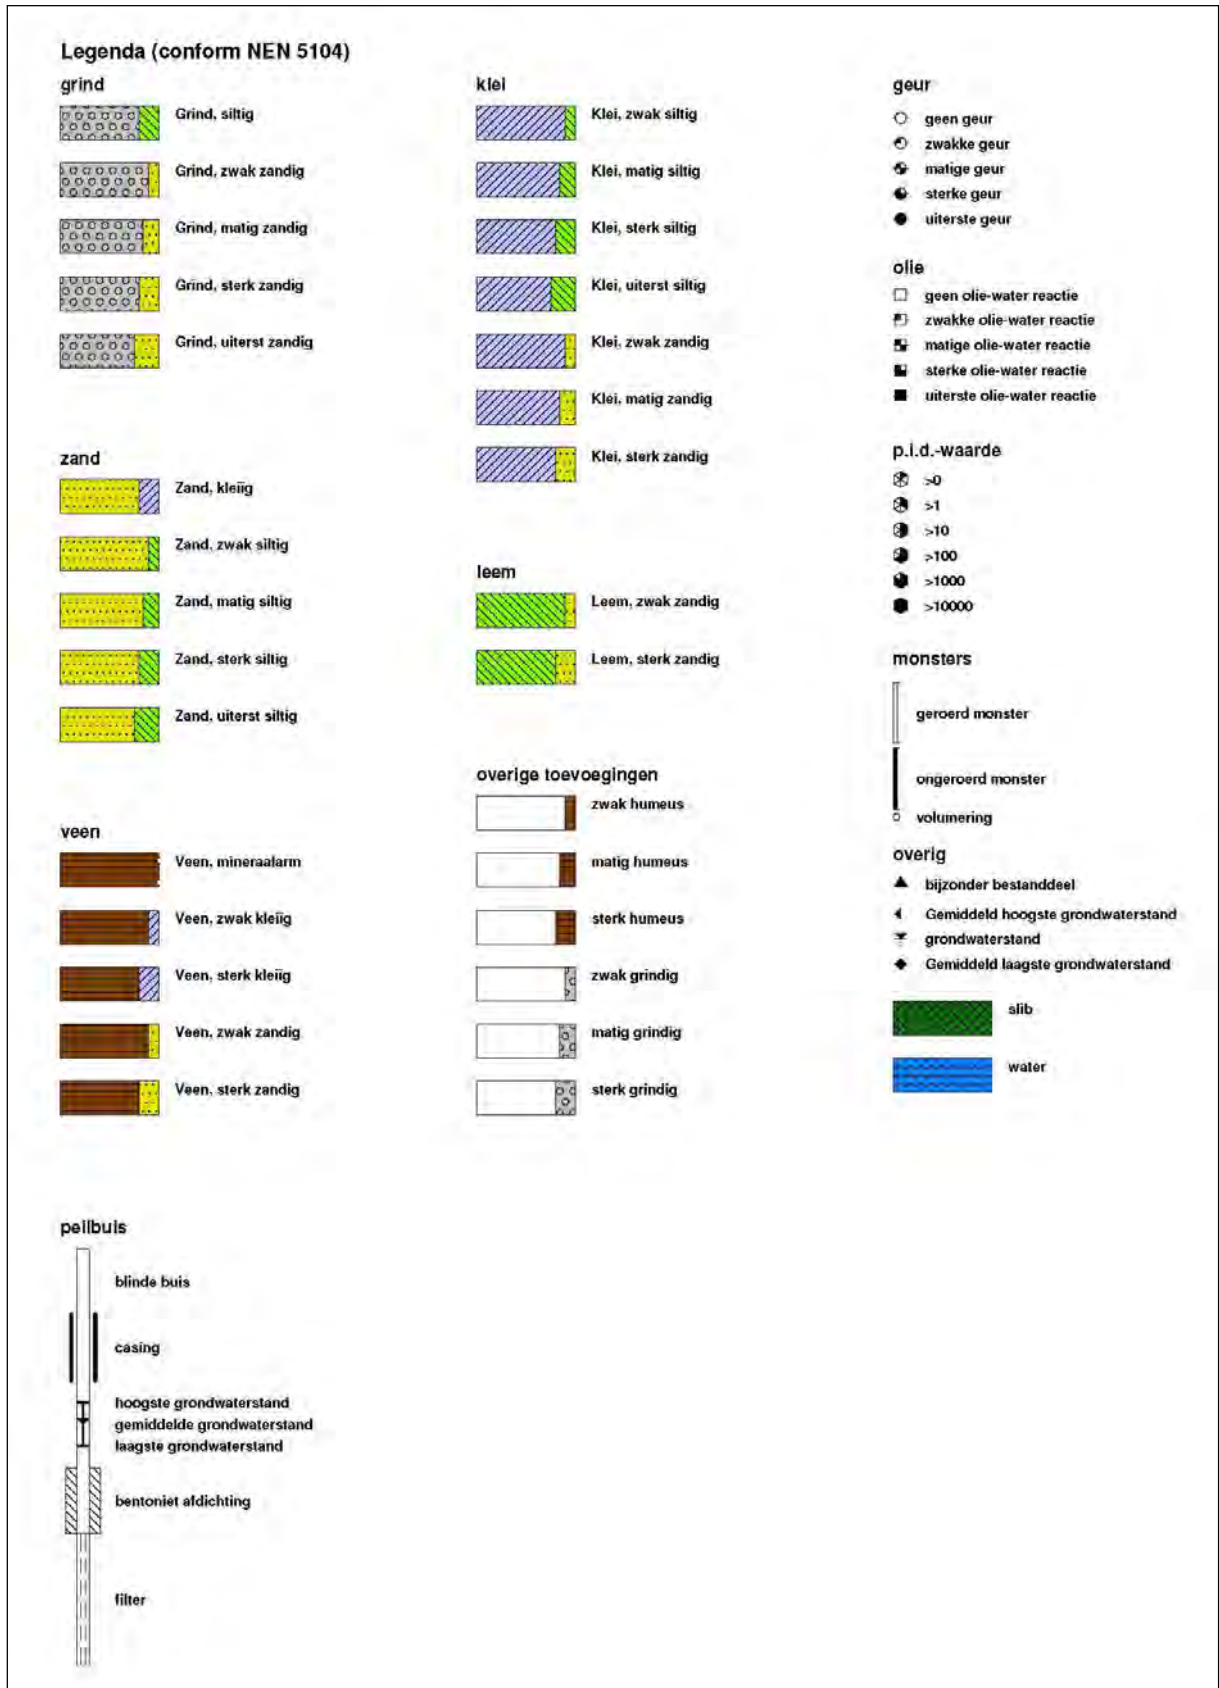 Legenda (conform NEN 5104)
grind
Grind, siltig
Grind, zwak zandig
Grind, matig zandig
Grind, sterk zandig
Grind, uiterst zandig
zand
Zand, kleiïg
Zand, zwak siltig
Zand, matig siltig
Zand, sterk siltig
Zand, uiterst siltig
veen
Veen, mineraalarm
Veen, zwak kleiïg
Veen, sterk kleiïg
Veen, zwak zandig
Veen, sterk zandig
peilbuis
blinde buis
casing
hoogste grondwaterstand
gemiddelde grondwaterstand
laagste grondwaterstand
bentoniet afdichting
filter
klei
Klei, zwak siltig
Klei, matig siltig
Klei, sterk siltig
Klei, uiterst siltig
Klei, zwak zandig
Klei, matig zandig
Klei, sterk zandig
leem
Leem, zwak zandig
Leem, sterk zandig
overige toevoegingen
zwak humeus
matig humeus
sterk humeus
zwak grindig
matig grindig
sterk grindig
geur
geen geur
zwakke geur
matige geur
sterke geur
uiterste geur
olie
geen olie-water reactie
zwakke olie-water reactie
matige olie-water reactie
sterke olie-water reactie
uiterste olie-water reactie
p.i.d.-waarde
>0
>1
>10
>100
>1000
>10000
monsters
geroerd monster
ongeroerd monster
volumering
overig
bijzonder bestanddeel
Gemiddeld hoogste grondwaterstand
grondwaterstand
Gemiddeld laagste grondwaterstand
slib
water